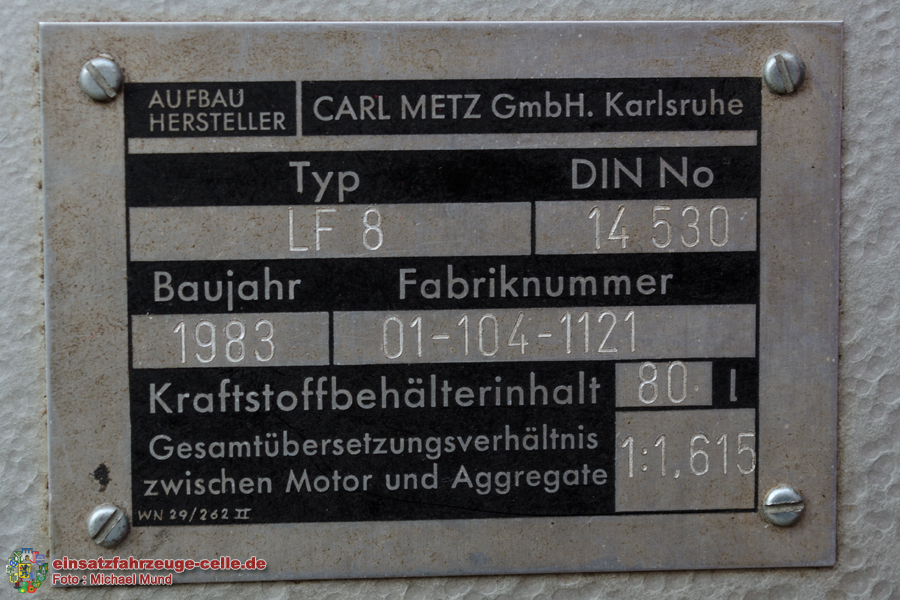 AUFBAU
HERSTELLER
CARL METZ GmbH. Karlsruhe
Typ DIN No
LF 8 14 530
Baujahr Fabriknummer
1983 01-104-1121
Kraftstoffbehälterinhalt 80 l
Gesamtübersetzungsverhältnis
zwischen Motor und Aggregate 1:1,615
WN 29/262 II
einsatzfahrzeuge-celle.de
Foto : Michael Mund